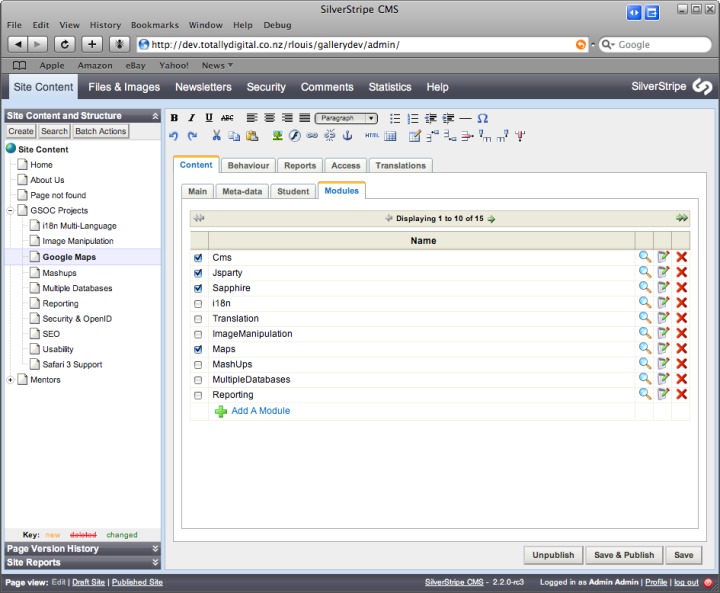 SilverStripe CMS
File Edit View History Bookmarks Window Help Debug
http://dev.totallydigital.co.nz/rlouis/gallerydev/admin/
Google
Apple Amazon eBay Yahoo! News
Site Content Files & Images Newsletters Security Comments Statistics Help SilverStripe
Site Content and Structure
Create Search Batch Actions
Site Content
Home
About Us
Page not found
GSOC Projects
i18n Multi-Language
Image Manipulation
Google Maps
Mashups
Multiple Databases
Reporting
Security & OpenID
SEO
Usability
Safari 3 Support
Mentors
Key: new deleted changed
Page Version History
Site Reports
B I U ABC Paragraph Ω
HTML
Content Behaviour Reports Access Translations
Main Meta-data Student Modules
Displaying 1 to 10 of 15
Name
Cms
Jsparty
Sapphire
i18n
Translation
ImageManipulation
Maps
MashUps
MultipleDatabases
Reporting
Add A Module
Unpublish Save & Publish Save
Page view: Edit | Draft Site | Published Site
SilverStripe CMS - 2.2.0-rc3 Logged in as Admin Admin | Profile | log out